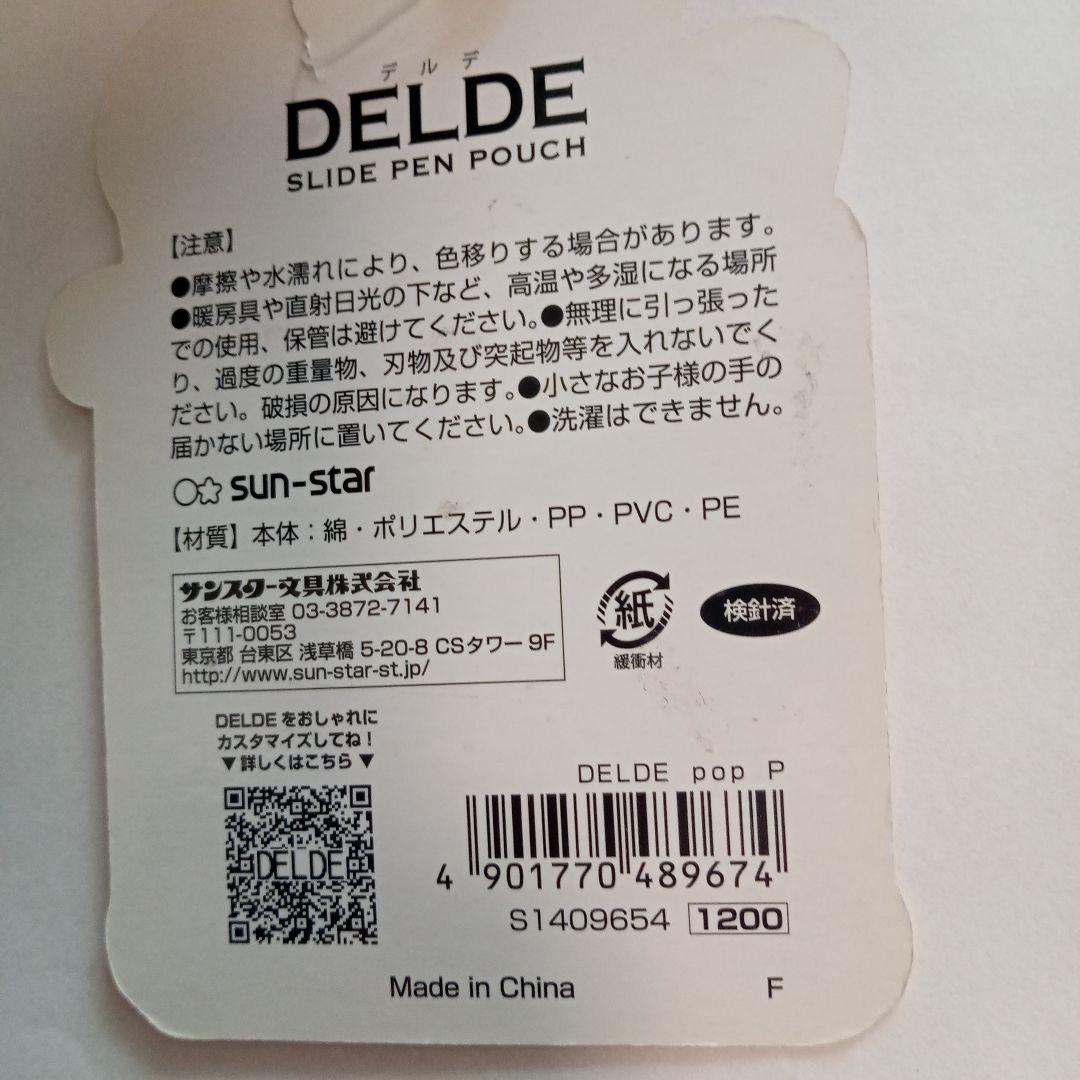 デルデ
DELDE
SLIDE PEN POUCH
【注意】
●摩擦や水濡れにより、色移りする場合があります。
●暖房具や直射日光の下など、高温や多湿になる場所
での使用、保管は避けてください。●無理に引っ張った
り、過度の重量物、刃物及び突起物等を入れないでく
ださい。破損の原因になります。●小さなお子様の手の
届かない場所に置いてください。●洗濯はできません。
sun-star
【材質】本体：綿・ポリエステル・PP・PVC・PE
サンスター文具株式会社
お客様相談室 03-3872-7141
〒111-0053
東京都 台東区 浅草橋 5-20-8 CSタワー 9F
http://www.sun-star-st.jp/
紙
緩衝材
検針済
DELDEをおしゃれに
カスタマイズしてね！
▼詳しくはこちら▼
DELDE
DELDE pop P
4 901770 489674
S1409654 1200
Made in China F